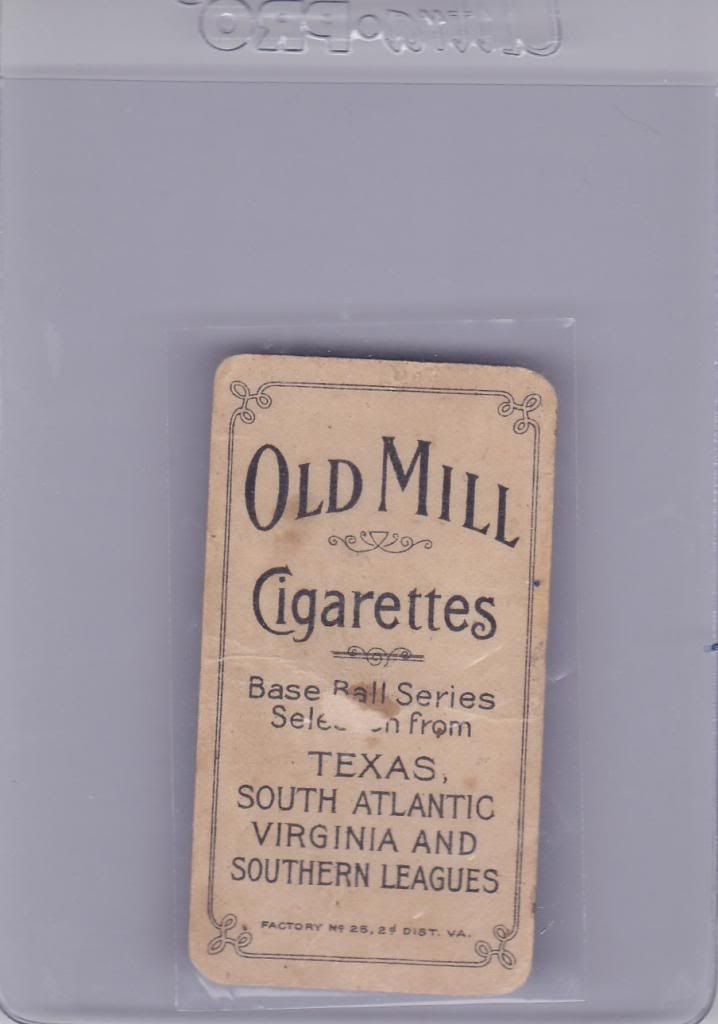 OLD MILL
Cigarettes
Base Ball Series
from
TEXAS,
SOUTH ATLANTIC
VIRGINIA AND
SOUTHERN LEAGUES
FACTORY Nº 25, 2ᵈ DIST. VA.